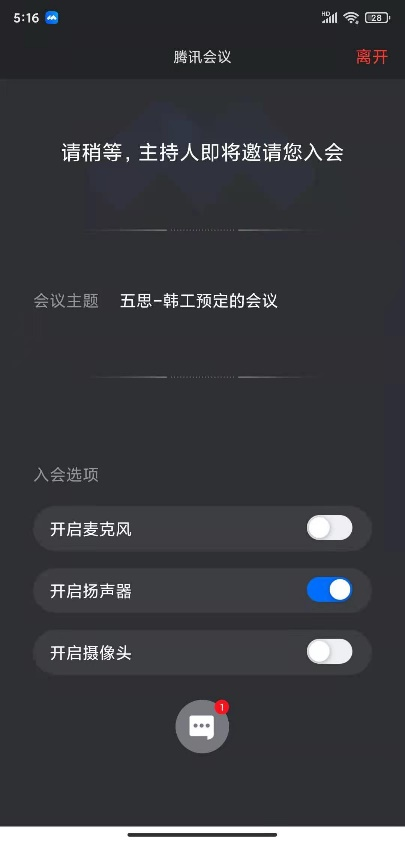 5:16
HD
28
腾讯会议
离开
请稍等，主持人即将邀请您入会
会议主题 五思-韩工预定的会议
入会选项
开启麦克风
开启扬声器
开启摄像头
1